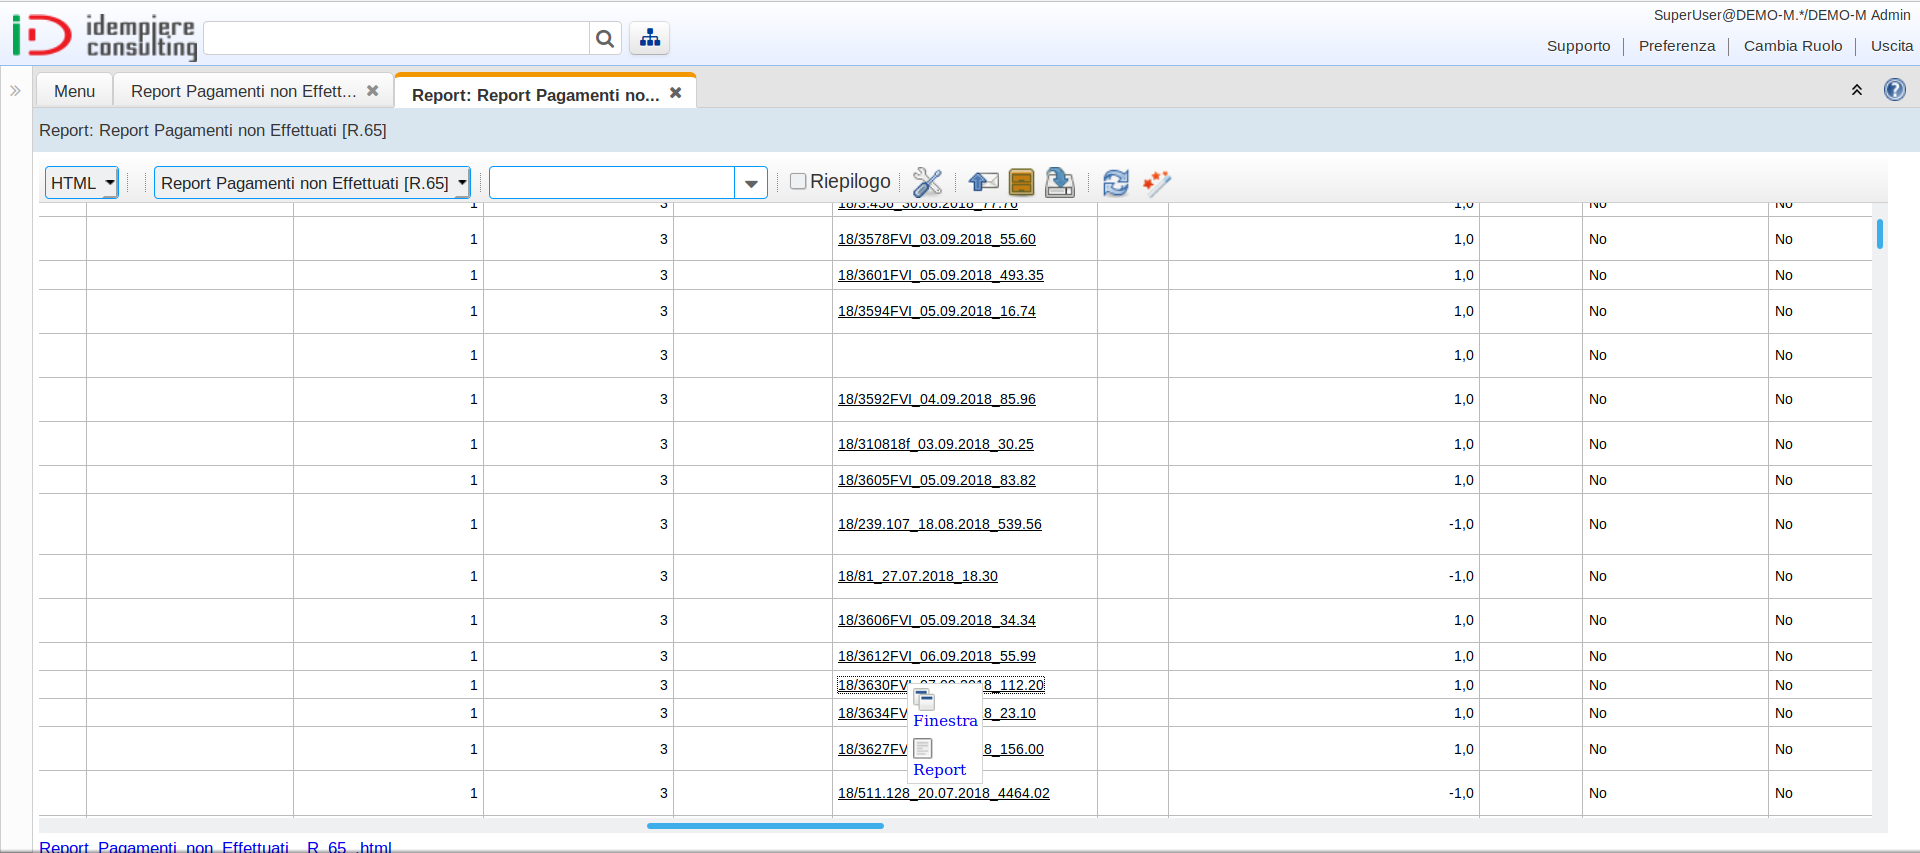 idempiere
consulting
SuperUser@DEMO-M.*/DEMO-M Admin
Supporto Preferenza Cambia Ruolo Uscita
Menu Report Pagamenti non Effett... Report: Report Pagamenti no...
Report: Report Pagamenti non Effettuati [R.65]
HTML Report Pagamenti non Effettuati [R.65] Riepilogo
1 3 1,0 No No
1 3 18/3578FVI_03.09.2018_55.60 1,0 No No
1 3 18/3601FVI_05.09.2018_493.35 1,0 No No
1 3 18/3594FVI_05.09.2018_16.74 1,0 No No
1 3 1,0 No No
1 3 18/3592FVI_04.09.2018_85.96 1,0 No No
1 3 18/310818f_03.09.2018_30.25 1,0 No No
1 3 18/3605FVI_05.09.2018_83.82 1,0 No No
1 3 18/239.107_18.08.2018_539.56 -1,0 No No
1 3 18/81_27.07.2018_18.30 -1,0 No No
1 3 18/3606FVI_05.09.2018_34.34 1,0 No No
1 3 18/3612FVI_06.09.2018_55.99 1,0 No No
1 3 18/3630FV 8_112.20 1,0 No No
1 3 18/3634FV 8_23.10 1,0 No No
Finestra
1 3 18/3627FV 8_156.00 1,0 No No
Report
1 3 18/511.128_20.07.2018_4464.02 -1,0 No No
Report_Pagamenti_non_Effettuati__R_65_.html